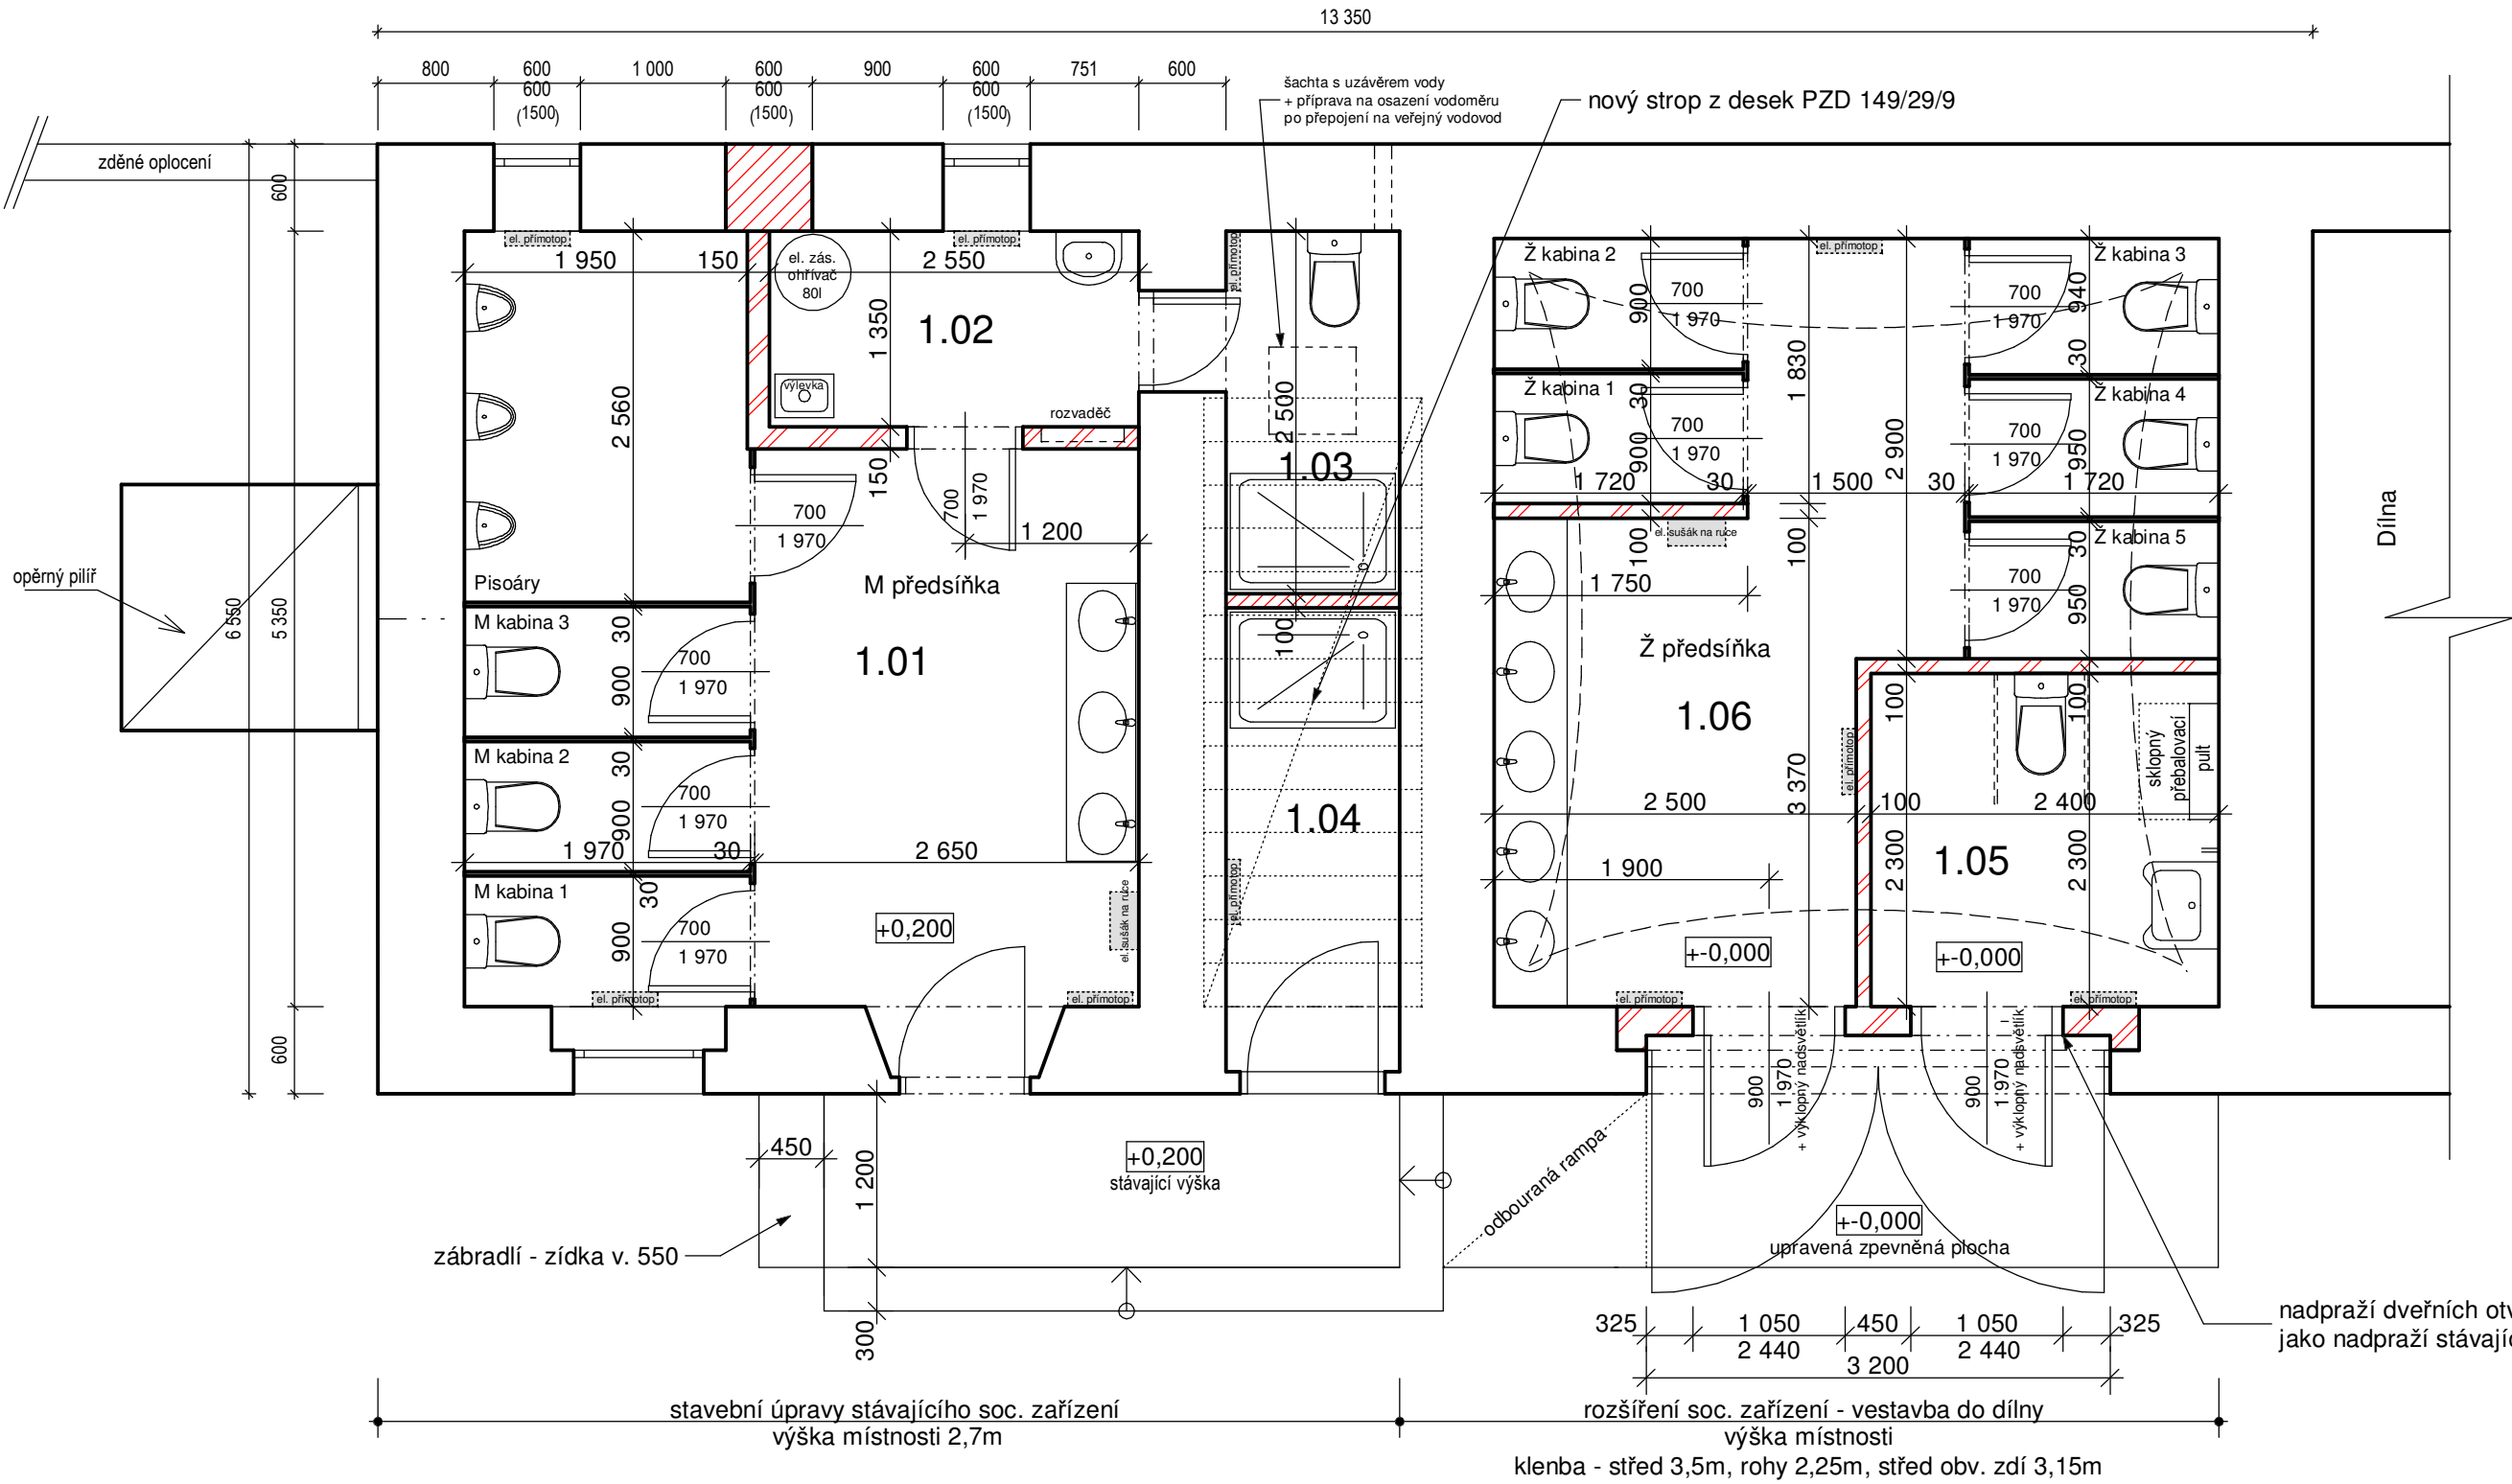 13 350
800
600
600
(1500)
1 000
600
600
(1500)
900
600
600
(1500)
751
600
šachta s uzávěrem vody
+ příprava na osazení vodoměru
po přepojení na veřejný vodovod
nový strop z desek PZD 149/29/9
zděné oplocení
600
6 550
5 350
600
opěrný pilíř
el. přímotop
1 950
150
2 560
Pisoáry
el. zás.
ohřívač
80l
el. přímotop
2 550
1 350
1.02
výlevka
rozvaděč
150
700
1 970
700
1 970
1 200
M předsíňka
1.01
M kabina 3
30
900
700
1 970
M kabina 2
30
900
700
1 970
1 970
30
2 650
M kabina 1
30
900
700
1 970
+0,200
el. sušák na ruce
el. přímotop
el. přímotop
el. přímotop
2 500
1.03
100
1.04
el. přímotop
Ž kabina 2
900
700
1 970
Ž kabina 1
30
900
700
1 970
1 720
30
1 500
30
1 720
el. přímotop
1 830
2 900
Ž kabina 3
700
1 970
940
30
Ž kabina 4
700
1 970
950
Ž kabina 5
30
700
1 970
950
100
el. sušák na ruce
100
1 750
Ž předsíňka
1.06
3 370
el. přímotop
2 500
100
2 400
1 900
100
100
sklopný
přebalovací
pult
1.05
2 300
2 300
+-0,000
+-0,000
el. přímotop
el. přímotop
Dílna
900
1 970
+ výklopný nadsvětlík
900
1 970
+ výklopný nadsvětlík
450
1 200
300
+0,200
stávající výška
zábradlí - zídka v. 550
odbouraná rampa
+-0,000
upravená zpevněná plocha
325
1 050
450
1 050
325
2 440
2 440
3 200
nadpraží dveřních otv
jako nadpraží stávajíc
stavební úpravy stávajícího soc. zařízení
výška místnosti 2,7m
rozšíření soc. zařízení - vestavba do dílny
výška místnosti
klenba - střed 3,5m, rohy 2,25m, střed obv. zdí 3,15m